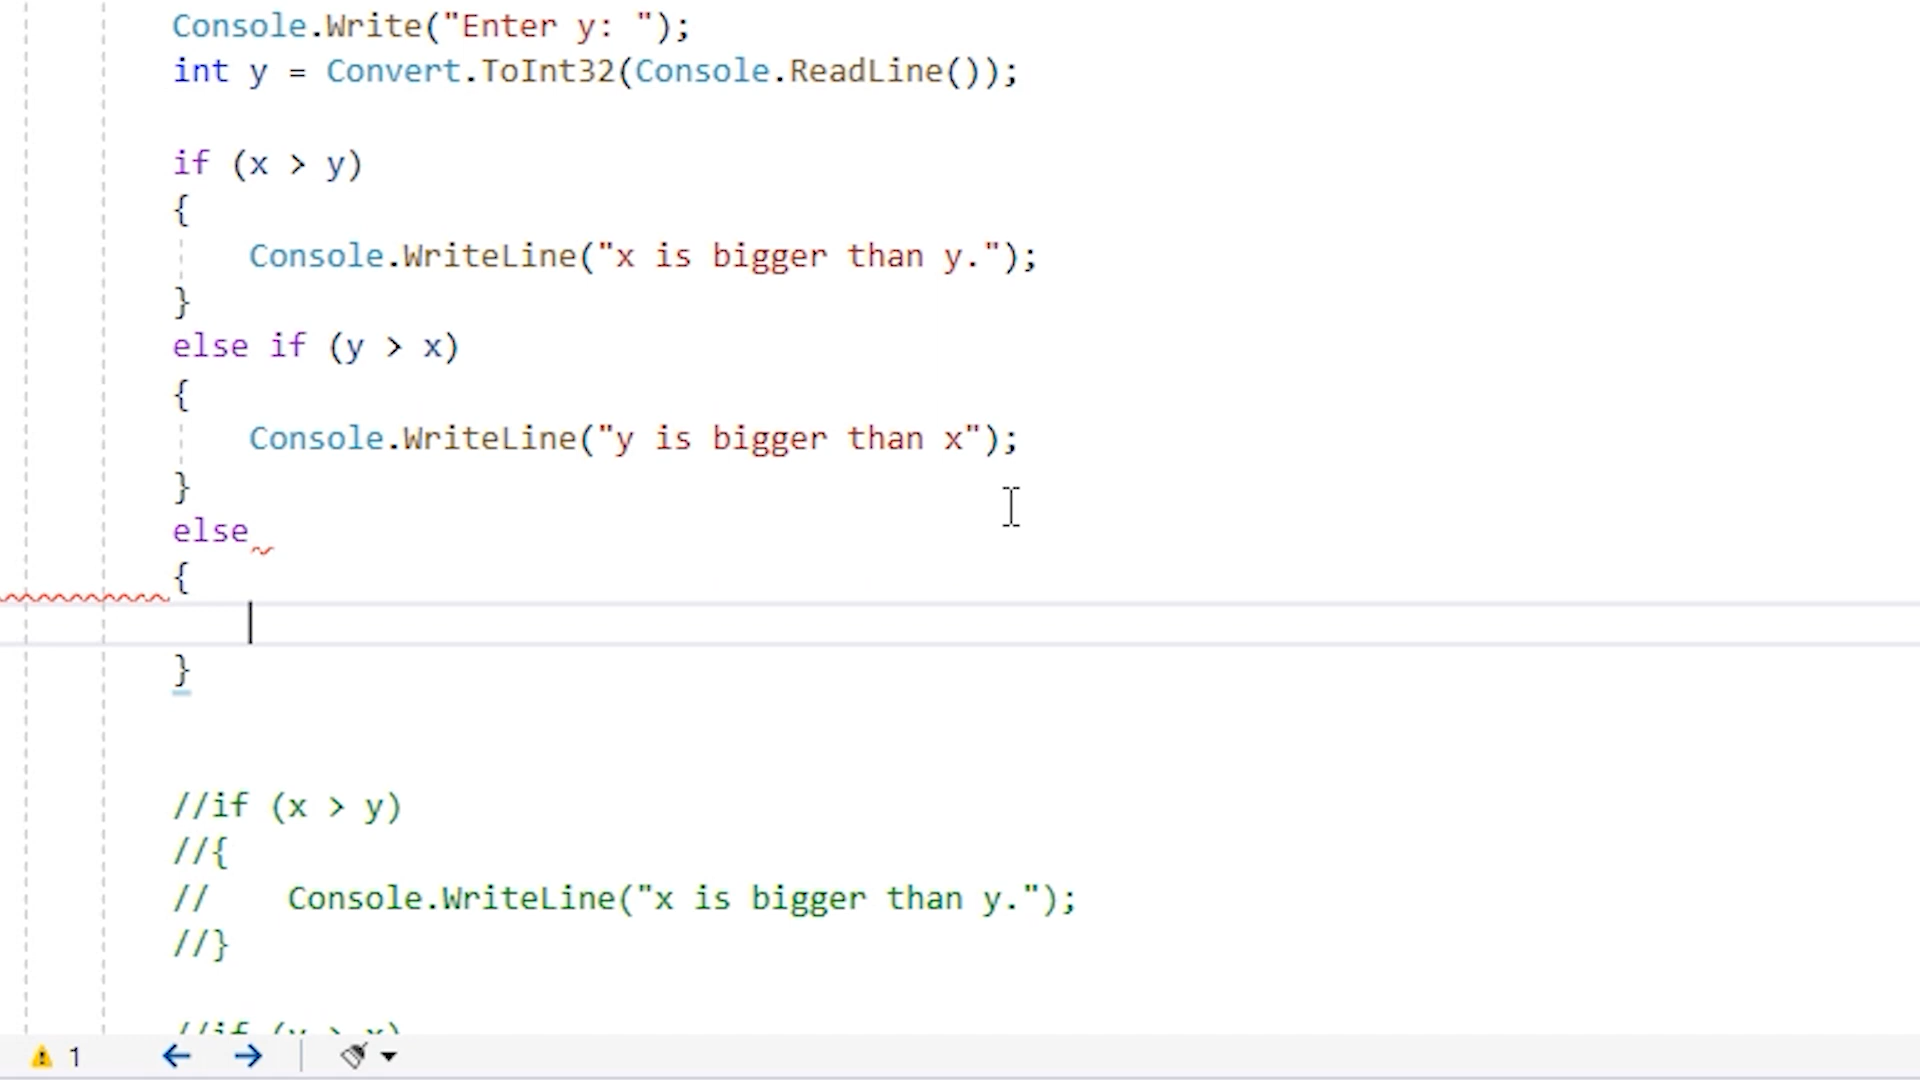 Console.Write("Enter y: ");
int y = Convert.ToInt32(Console.ReadLine());
if (x > y)
{
Console.WriteLine("x is bigger than y.");
}
else if (y > x)
{
Console.WriteLine("y is bigger than x");
}
else
{
}
//if (x > y)
//{
//    Console.WriteLine("x is bigger than y.");
//}
//if (y > x)
1